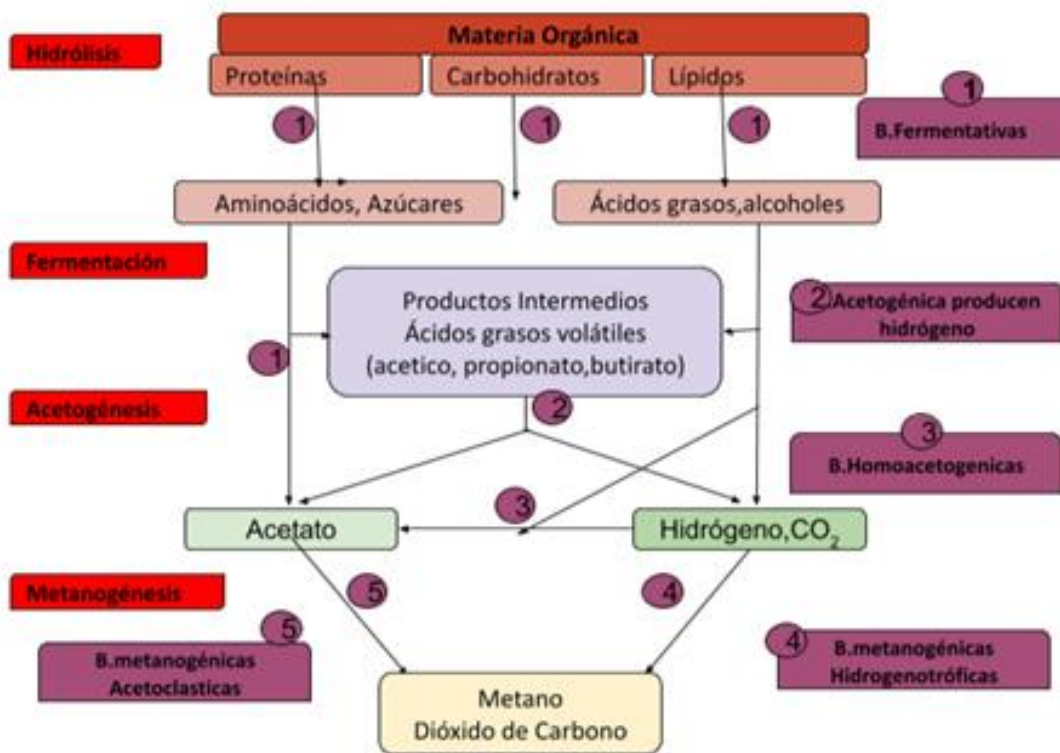 Materia Orgánica
Hidrólisis
Proteínas
Carbohidratos
Lípidos
1
1
1
1
B.Fermentativas
Aminoácidos, Azúcares
Ácidos grasos,alcoholes
Fermentación
Productos Intermedios
Ácidos grasos volátiles
(acetico, propionato,butirato)
2
Acetogénica producen
hidrógeno
1
Acetogénesis
2
3
B.Homoacetogenicas
3
Acetato
Hidrógeno,CO₂
Metanogénesis
5
4
5
B.metanogénicas
Acetoclasticas
4
B.metanogénicas
Hidrogenotróficas
Metano
Dióxido de Carbono